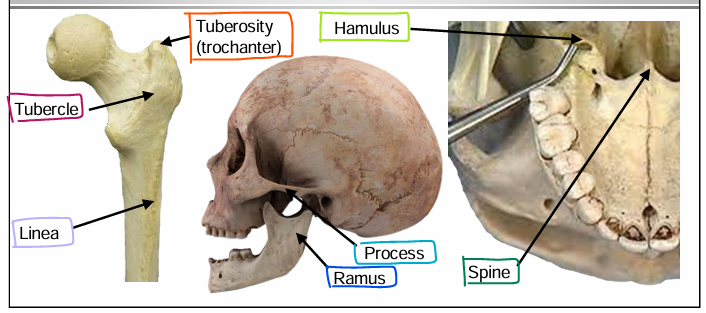 Tuberosity
(trochanter)
Hamulus
Tubercle
Linea
Process
Ramus
Spine